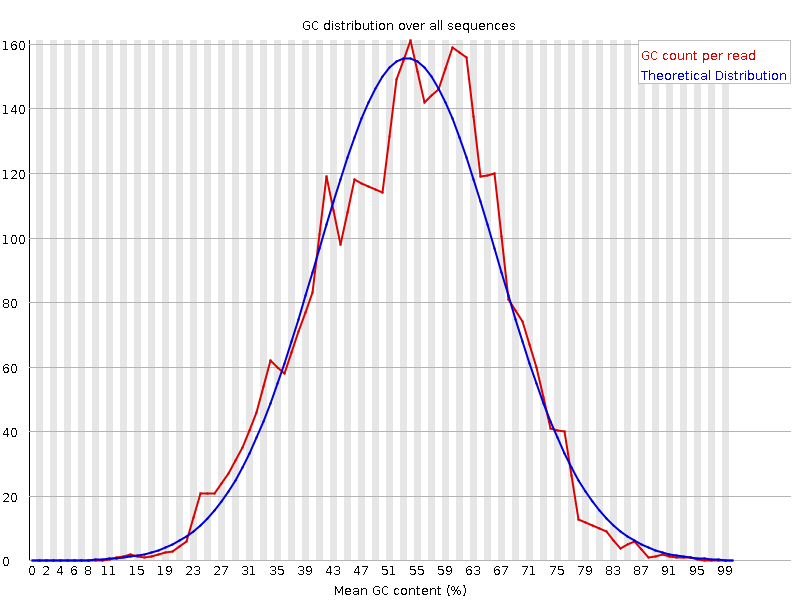 GC distribution over all sequences
160
GC count per read
Theoretical Distribution
140
120
100
80
60
40
20
0
0 2 4 6 8 11 15 19 23 27 31 35 39 43 47 51 55 59 63 67 71 75 79 83 87 91 95 99
Mean GC content (%)